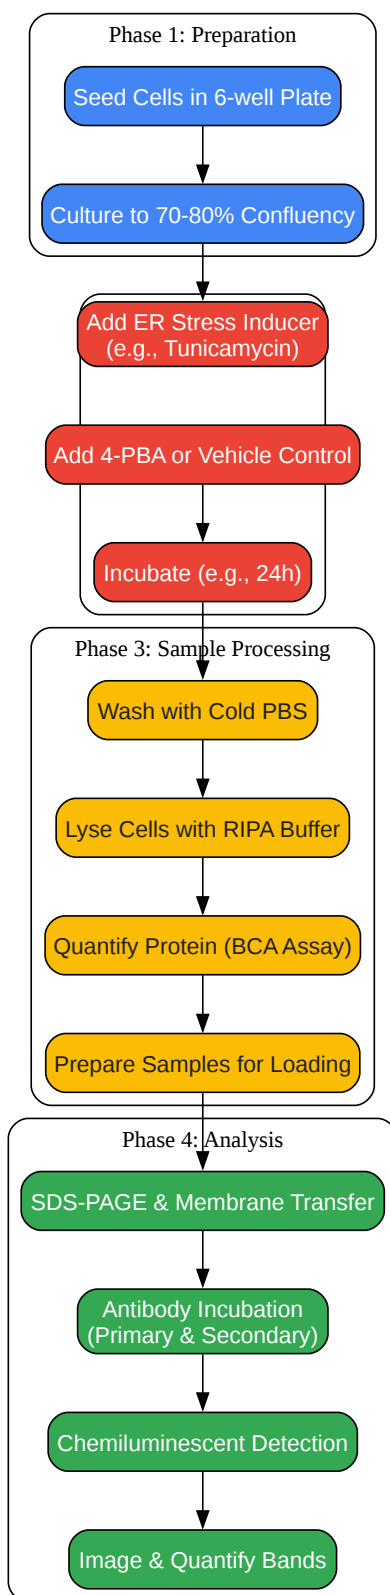 Phase 1: Preparation
Seed Cells in 6-well Plate
Culture to 70-80% Confluency
Add ER Stress Inducer
(e.g., Tunicamycin)
Add 4-PBA or Vehicle Control
Incubate (e.g., 24h)
Phase 3: Sample Processing
Wash with Cold PBS
Lyse Cells with RIPA Buffer
Quantify Protein (BCA Assay)
Prepare Samples for Loading
Phase 4: Analysis
SDS-PAGE & Membrane Transfer
Antibody Incubation
(Primary & Secondary)
Chemiluminescent Detection
Image & Quantify Bands